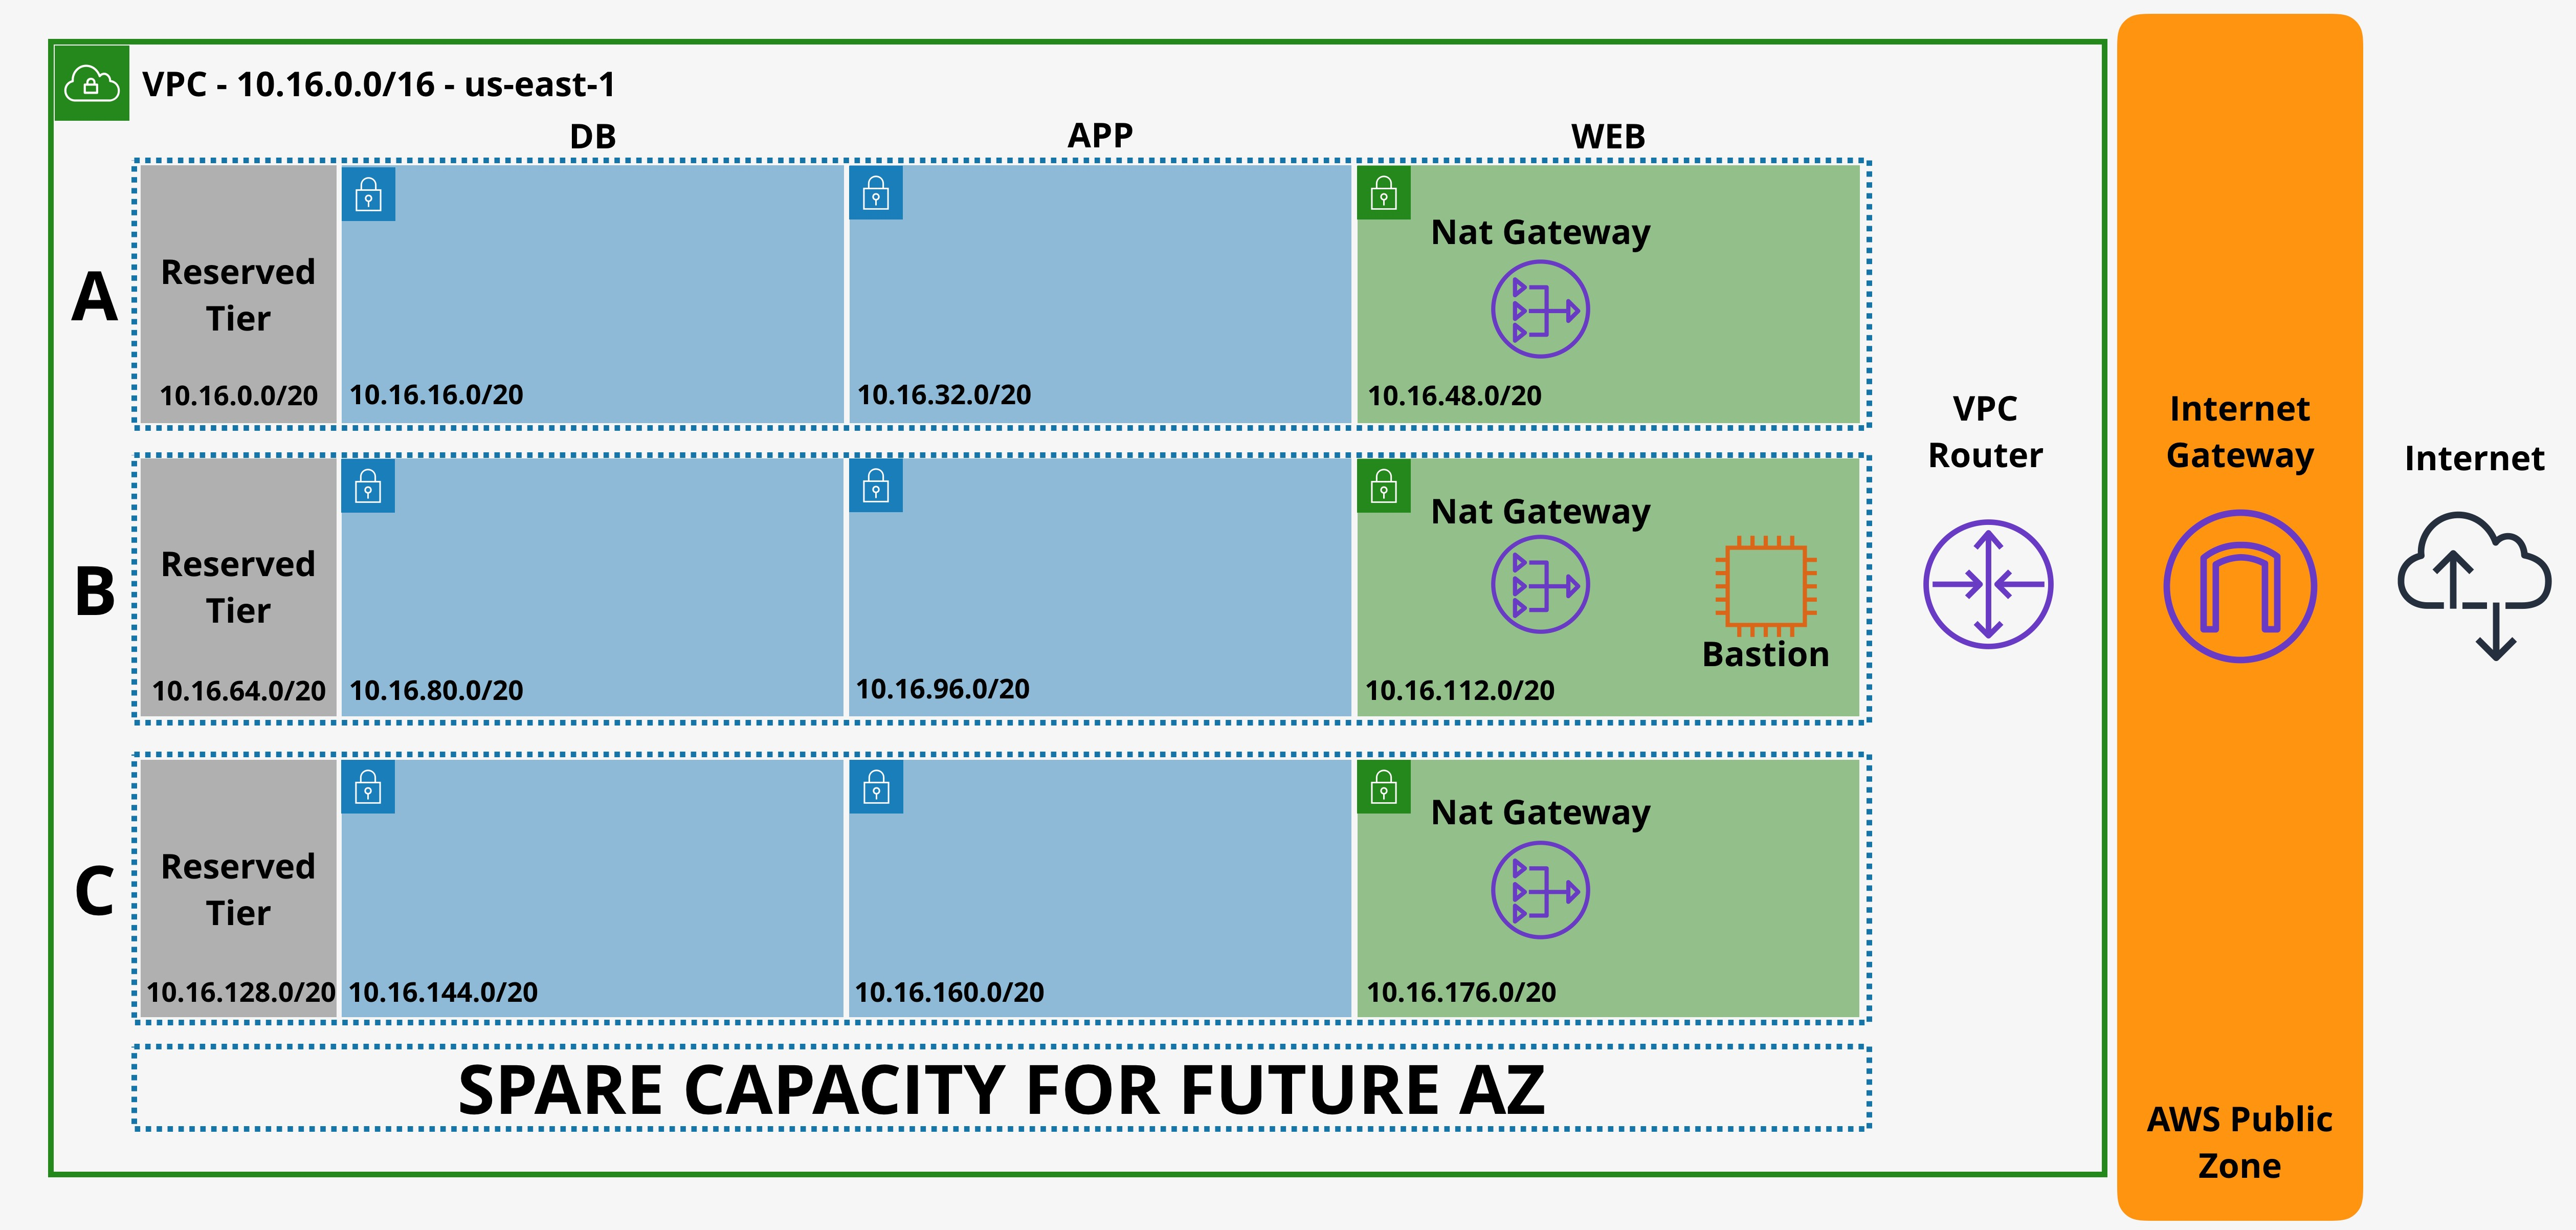 VPC - 10.16.0.0/16 - us-east-1
DB
APP
WEB
A
Reserved
Tier
10.16.0.0/20
10.16.16.0/20
10.16.32.0/20
Nat Gateway
10.16.48.0/20
B
Reserved
Tier
10.16.64.0/20
10.16.80.0/20
10.16.96.0/20
Nat Gateway
Bastion
10.16.112.0/20
C
Reserved
Tier
10.16.128.0/20
10.16.144.0/20
10.16.160.0/20
Nat Gateway
10.16.176.0/20
SPARE CAPACITY FOR FUTURE AZ
VPC
Router
Internet
Gateway
AWS Public
Zone
Internet